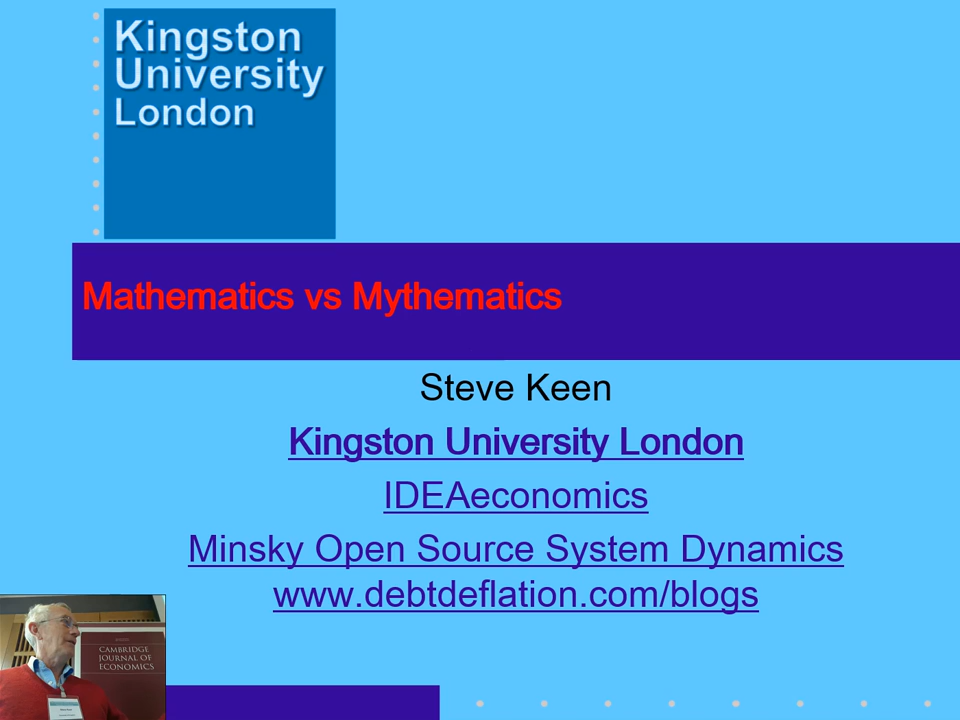 Kingston
University
London
Mathematics vs Mythematics
Steve Keen
Kingston University London
IDEAeconomics
Minsky Open Source System Dynamics
www.debtdeflation.com/blogs
CAMBRIDGE
JOURNAL OF
ECONOMICS